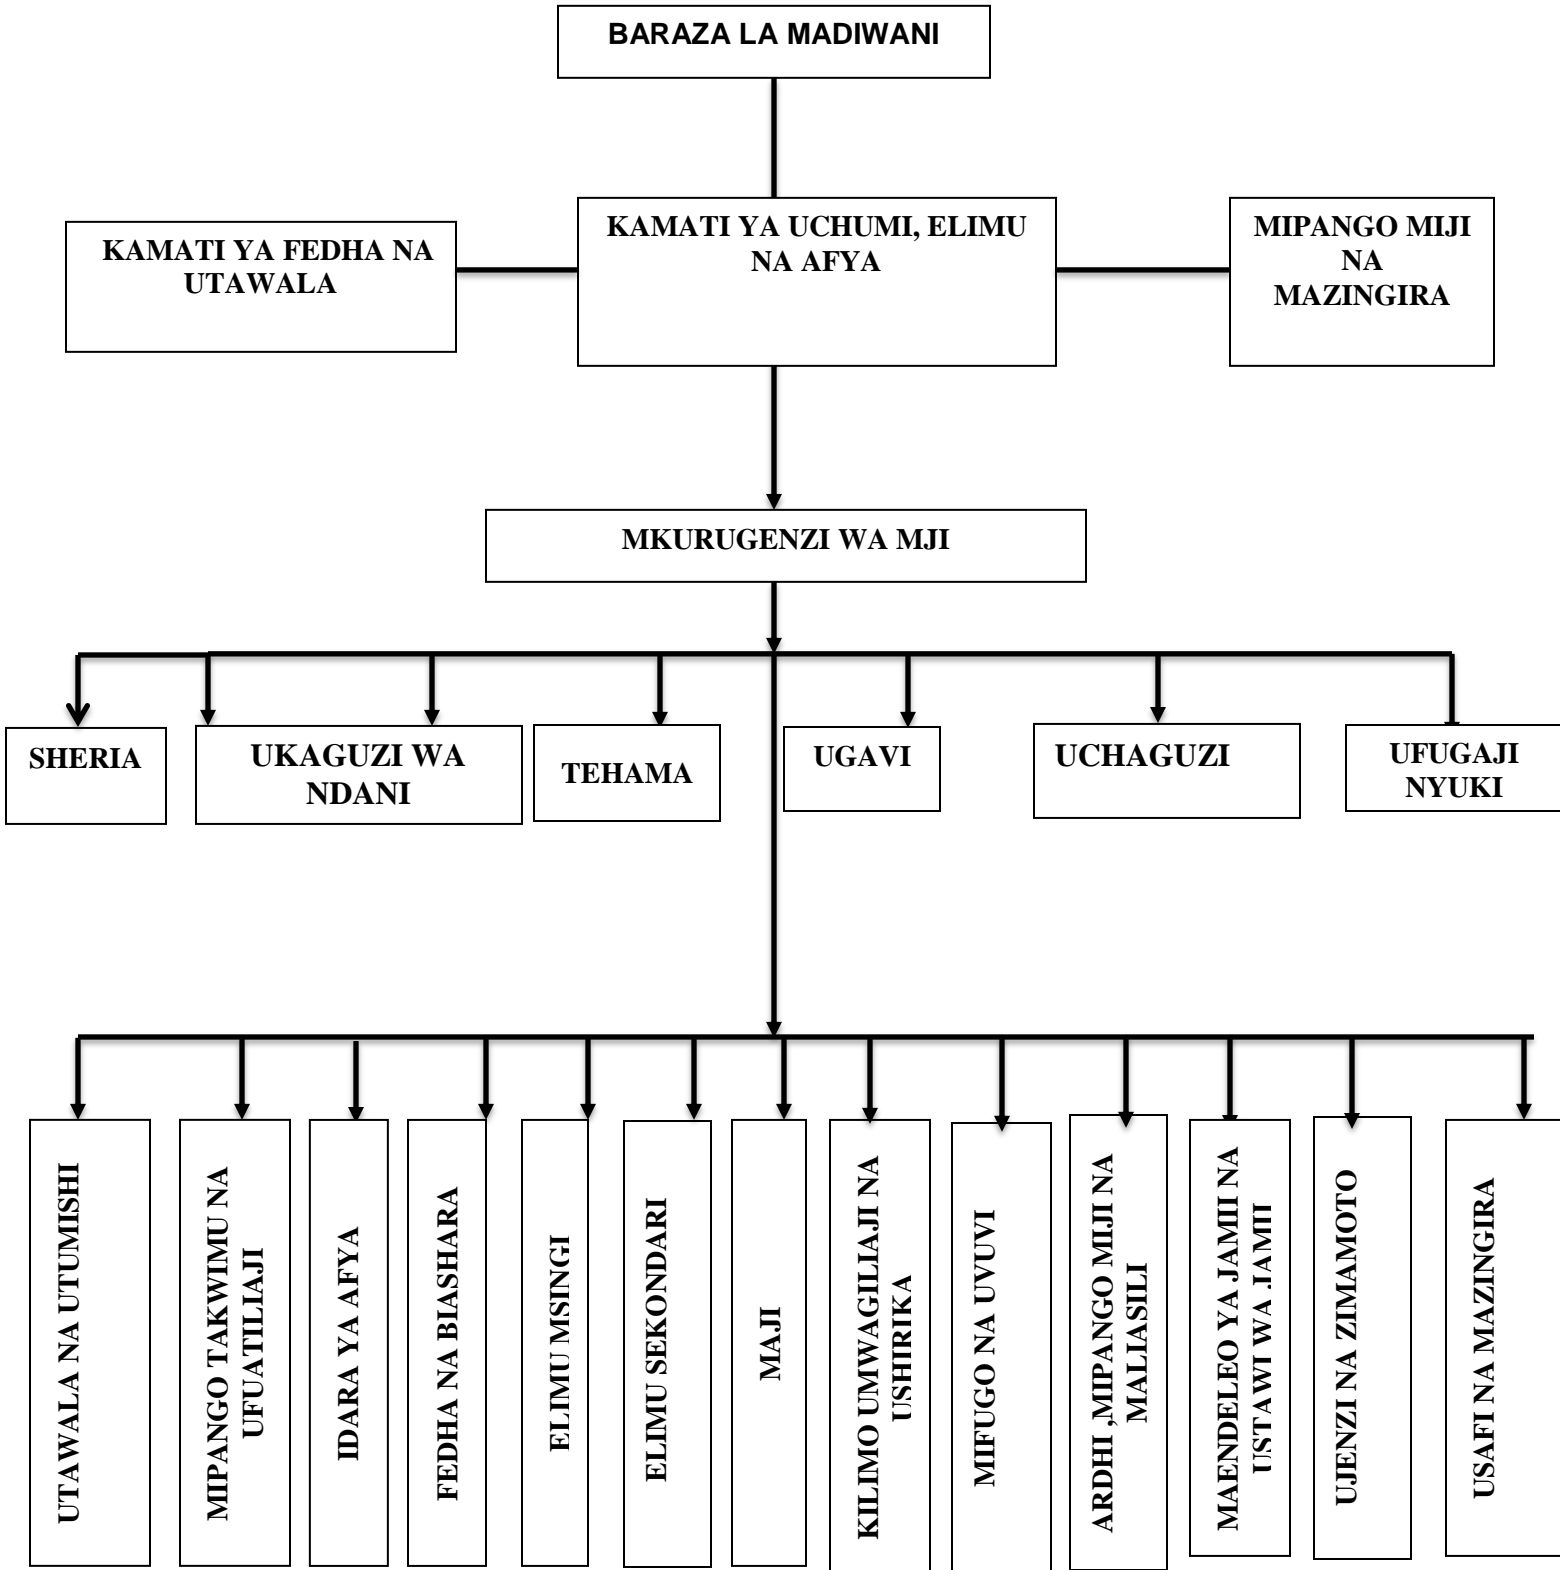 BARAZA LA MADIWANI
KAMATI YA FEDHA NA
UTAWALA
KAMATI YA UCHUMI, ELIMU
NA AFYA
MIPANGO MIJI
NA
MAZINGIRA
MKURUGENZI WA MJI
SHERIA
UKAGUZI WA
NDANI
TEHAMA
UGAVI
UCHAGUZI
UFUGAJI
NYUKI
UTAWALA NA UTUMISHI
MIPANGO TAKWIMU NA
UFUATILIAJI
IDARA YA AFYA
FEDHA NA BIASHARA
ELIMU MSINGI
ELIMU SEKONDARI
MAJI
KILIMO UMWAGILIAJI NA
USHIRIKA
MIFUGO NA UVUVI
ARDHI ,MIPANGO MIJI NA
MALIASILI
MAENDELEO YA JAMII NA
USTAWI WA JAMII
UJENZI NA ZIMAMOTO
USAFI NA MAZINGIRA